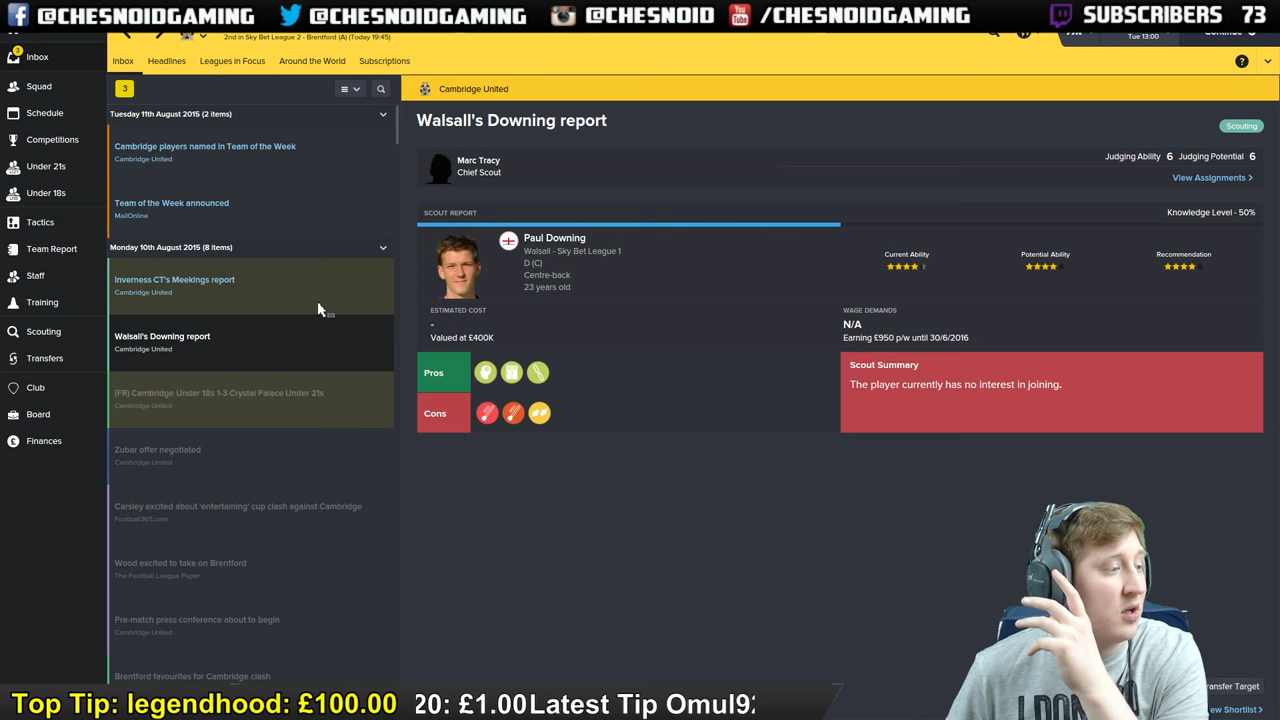 @CHESNOIDGAMING @CHESNOIDGAMING @CHESNOID /CHESNOIDGAMING SUBSCRIBERS 73
2nd in Sky Bet League 2 - Brentford (A) (Today 19:45)
Tue 13:00
Continue
3
Inbox
Squad
Schedule
Competitions
Under 21s
Under 18s
Tactics
Team Report
Staff
Training
Scouting
Transfers
Club
Board
Finances
Inbox Headlines Leagues in Focus Around the World Subscriptions
3
Tuesday 11th August 2015 (2 items)
Cambridge players named in Team of the Week
Cambridge United
Team of the Week announced
MailOnline
Monday 10th August 2015 (8 items)
Inverness CT's Meekings report
Cambridge United
Walsall's Downing report
Cambridge United
(FR) Cambridge Under 18s 1-3 Crystal Palace Under 21s
Cambridge United
Zubar offer negotiated
Cambridge United
Carsley excited about 'entertaining' cup clash against Cambridge
Football365.com
Wood excited to take on Brentford
The Football League Paper
Pre-match press conference about to begin
Cambridge United
Brentford favourites for Cambridge clash
Cambridge United
Walsall's Downing report
Scouting
Marc Tracy
Chief Scout
Judging Ability 6 Judging Potential 6
View Assignments >
SCOUT REPORT
Knowledge Level - 50%
Paul Downing
Walsall - Sky Bet League 1
D (C)
Centre-back
23 years old
Current Ability
Potential Ability
Recommendation
ESTIMATED COST
-
Valued at £400K
WAGE DEMANDS
N/A
Earning £950 p/w until 30/6/2016
Pros
Cons
Scout Summary
The player currently has no interest in joining.
Transfer Target
Shortlist >
Top Tip: legendhood: £100.00 20: £1.00Latest Tip Omul9